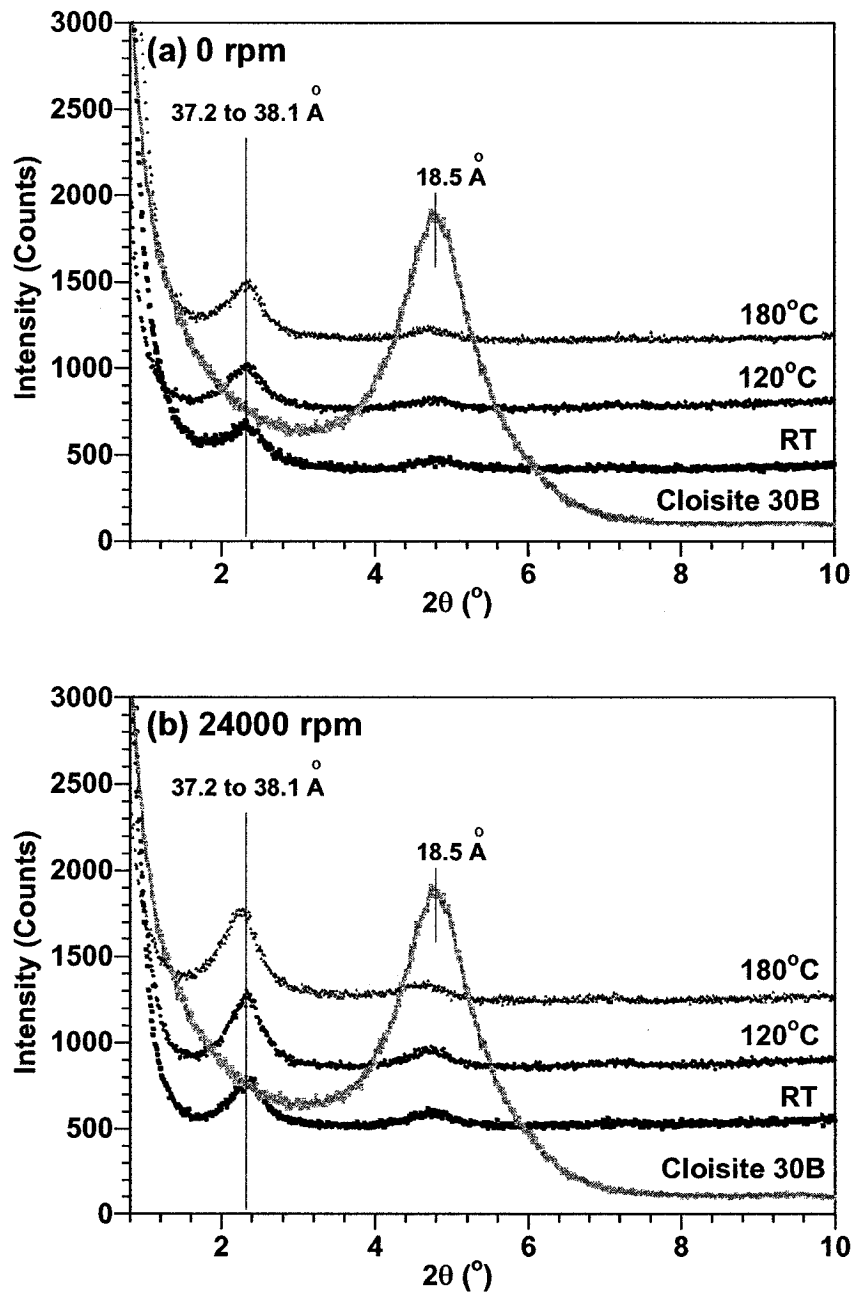 3000
(a) 0 rpm
37.2 to 38.1 Å
2500
18.5 Å
2000
1500
180°C
1000
120°C
500
RT
Cloisite 30B
0
2 4 6 8 10
Intensity (Counts)
2θ (°)
3000
(b) 24000 rpm
37.2 to 38.1 Å
2500
18.5 Å
2000
1500
180°C
1000
120°C
500
RT
Cloisite 30B
0
2 4 6 8 10
Intensity (Counts)
2θ (°)